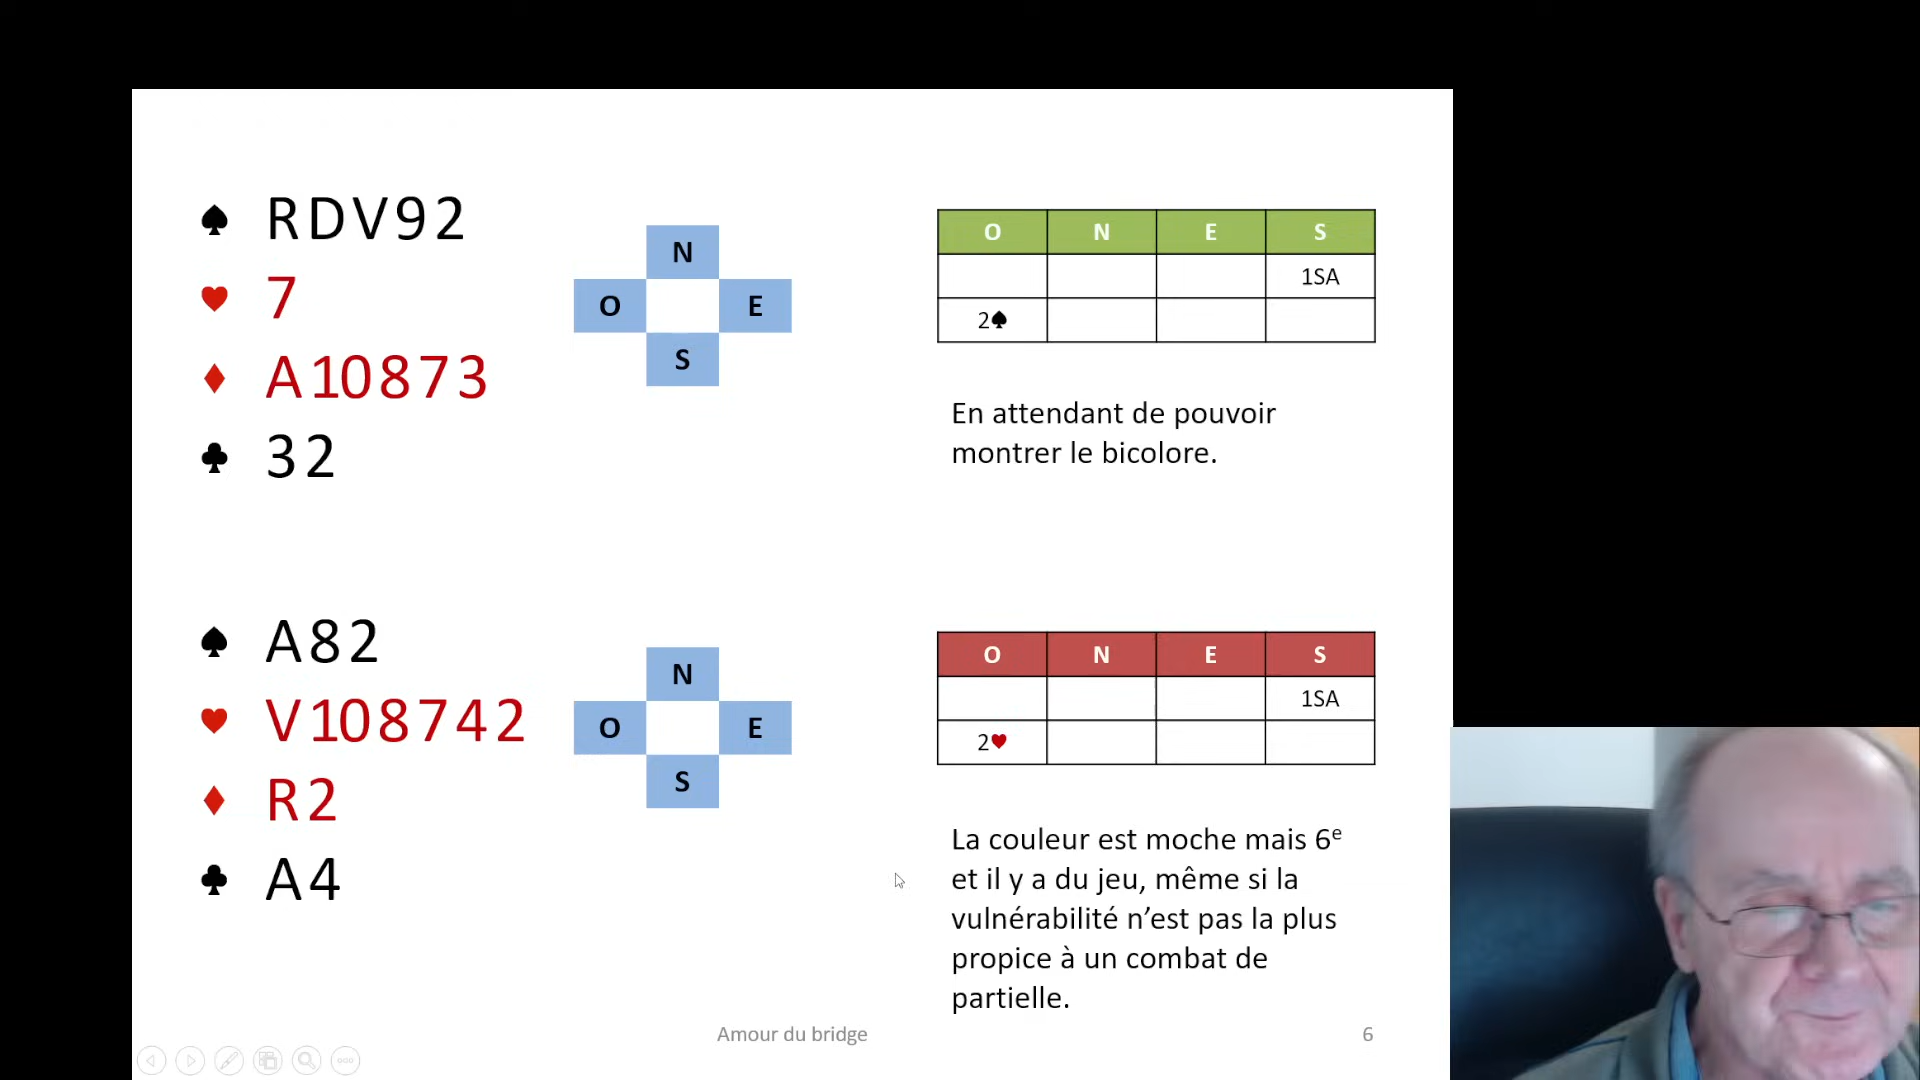 ♠ RDV92
♥ 7
♦ A10873
♣ 32
N
O E
S
O N E S
1SA
2♠
En attendant de pouvoir
montrer le bicolore.
♠ A82
♥ V108742
♦ R2
♣ A4
N
O E
S
O N E S
1SA
2♥
La couleur est moche mais 6e
et il y a du jeu, même si la
vulnérabilité n’est pas la plus
propice à un combat de
partielle.
Amour du bridge
6